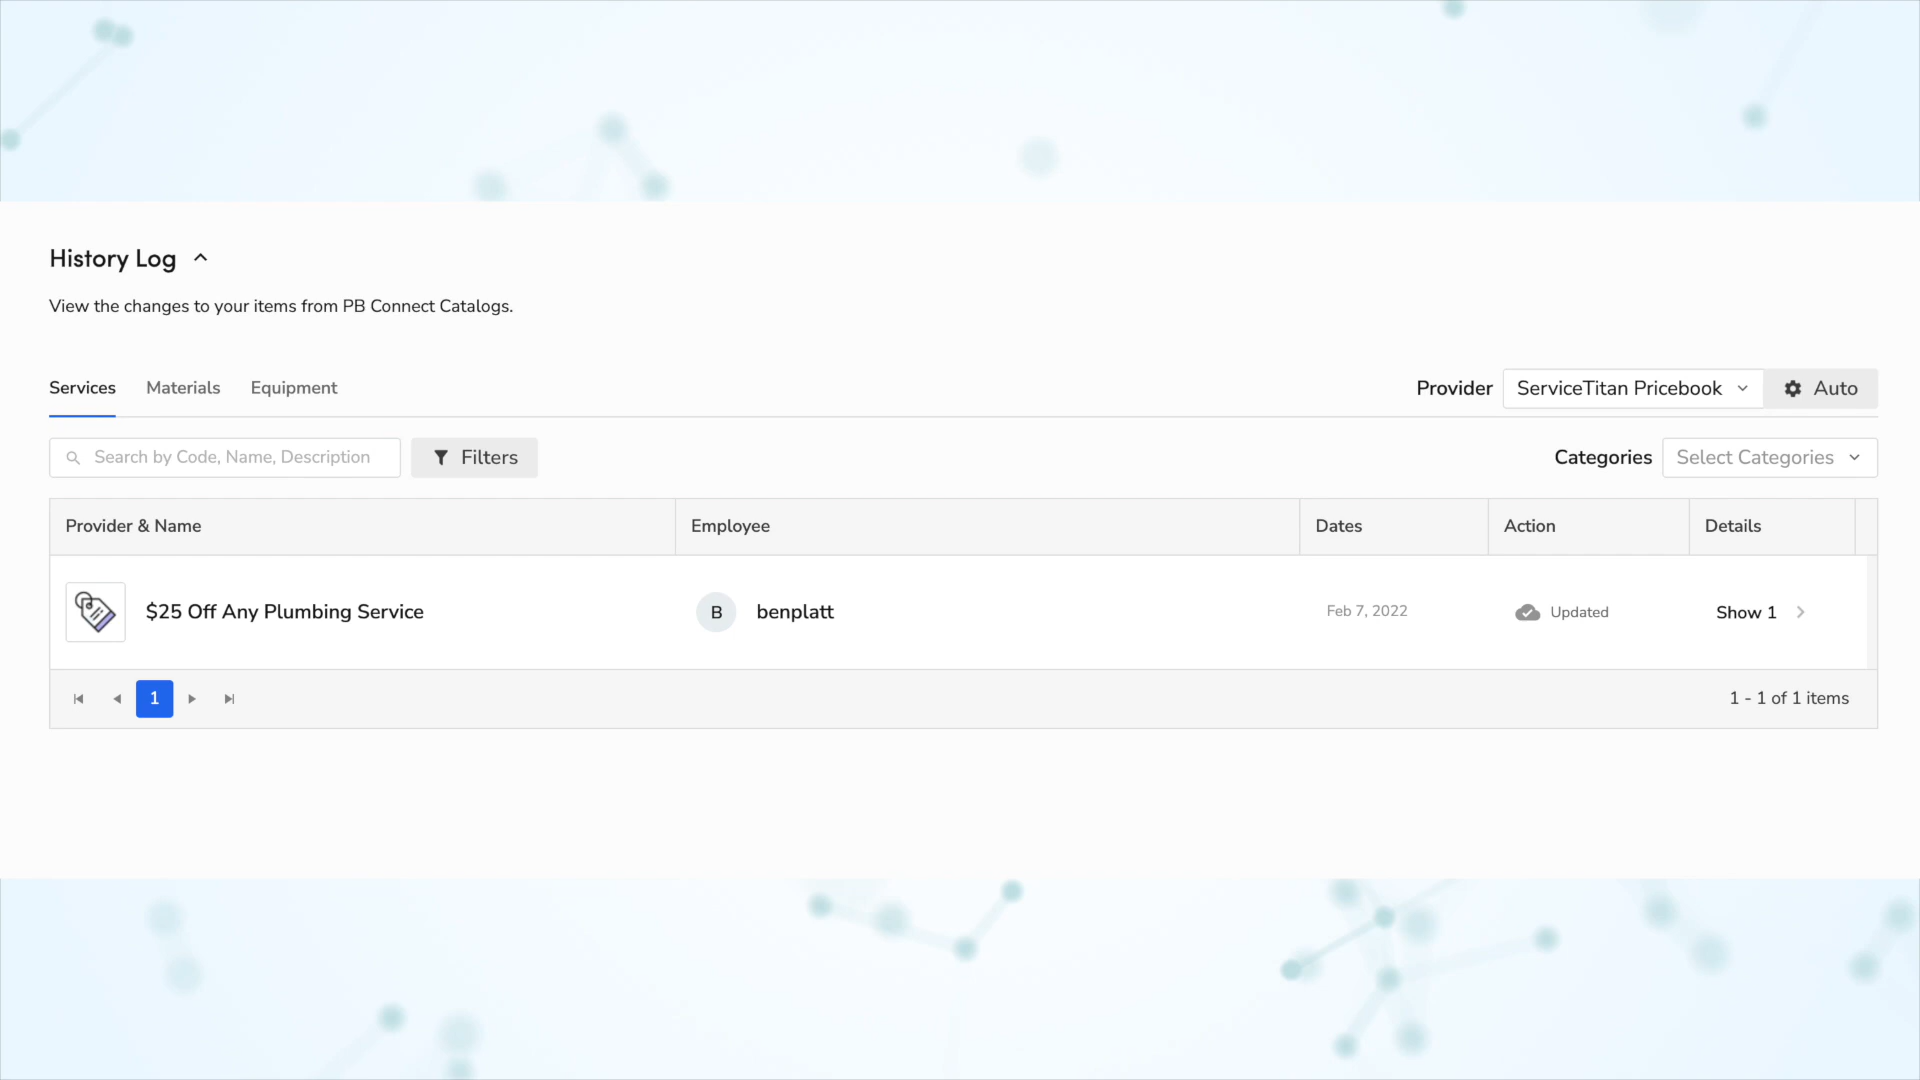 History Log
View the changes to your items from PB Connect Catalogs.
Services Materials Equipment Provider ServiceTitan Pricebook Auto
Search by Code, Name, Description Filters Categories Select Categories
Provider & Name Employee Dates Action Details
$25 Off Any Plumbing Service B benplatt Feb 7, 2022 Updated Show 1
1 1 - 1 of 1 items